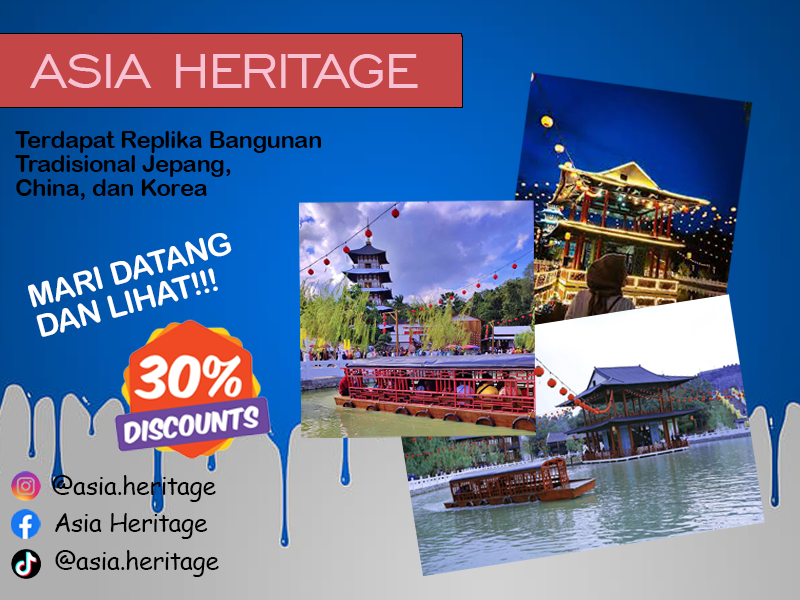 ASIA HERITAGE
Terdapat Replika Bangunan
Tradisional Jepang,
China, dan Korea
MARI DATANG
DAN LIHAT!!!
30%
DISCOUNTS
@asia.heritage
Asia Heritage
@asia.heritage